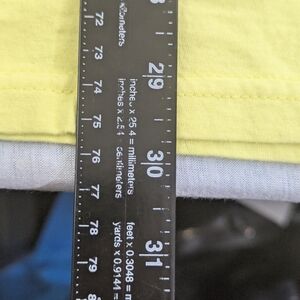 72
73
74
75
76
77
78
79
millimeters
inches x 25.4 = millimeters
inches x 2.54 centimeters
feet x 0.3048 = m
yards x 0.9144 =
29
30
31